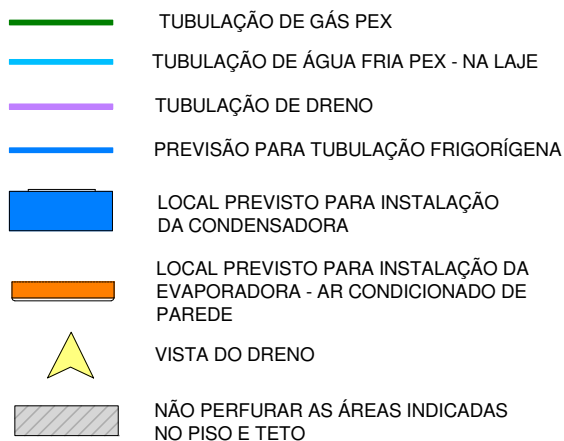 TUBULAÇÃO DE GÁS PEX
TUBULAÇÃO DE ÁGUA FRIA PEX - NA LAJE
TUBULAÇÃO DE DRENO
PREVISÃO PARA TUBULAÇÃO FRIGORÍGENA
LOCAL PREVISTO PARA INSTALAÇÃO
DA CONDENSADORA
LOCAL PREVISTO PARA INSTALAÇÃO DA
EVAPORADORA - AR CONDICIONADO DE
PAREDE
VISTA DO DRENO
NÃO PERFURAR AS ÁREAS INDICADAS
NO PISO E TETO